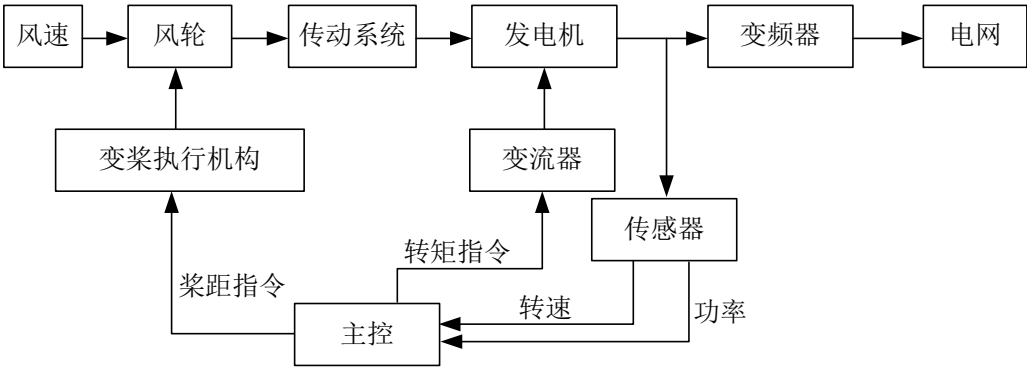 风速
风轮
传动系统
发电机
变频器
电网
变桨执行机构
变流器
传感器
转矩指令
桨距指令
转速
功率
主控